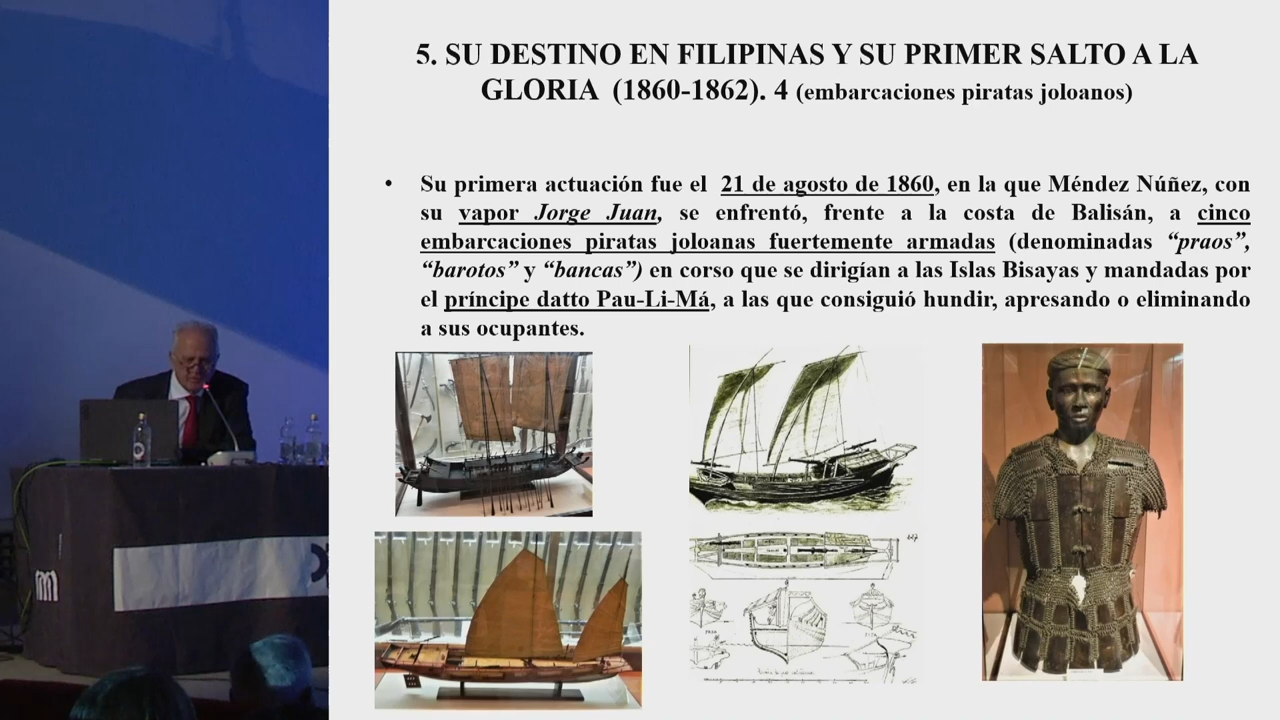 5. SU DESTINO EN FILIPINAS Y SU PRIMER SALTO A LA
GLORIA (1860-1862). 4 (embarcaciones piratas joloanos)
• Su primera actuación fue el 21 de agosto de 1860, en la que Méndez Núñez, con
su vapor Jorge Juan, se enfrentó, frente a la costa de Balisán, a cinco
embarcaciones piratas joloanas fuertemente armadas (denominadas “praos”,
“barotos” y “bancas”) en corso que se dirigían a las Islas Bisayas y mandadas por
el príncipe datto Pau-Li-Má, a las que consiguió hundir, apresando o eliminando
a sus ocupantes.
m